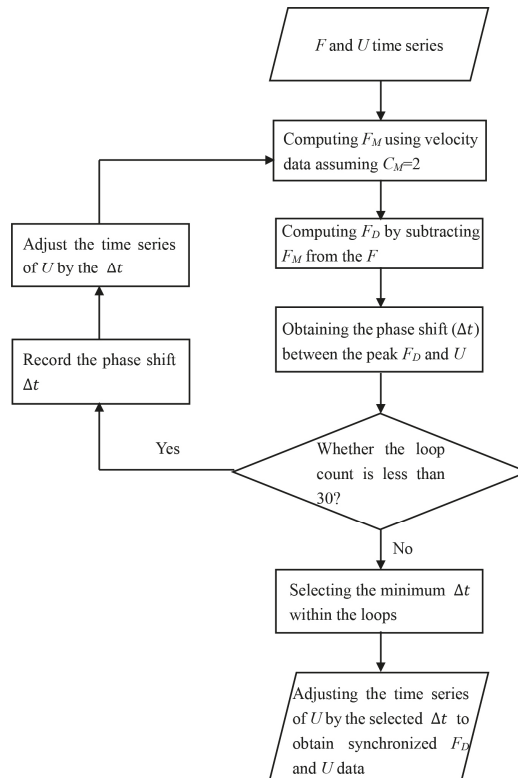 F and U time series
Computing FM using velocity
data assuming CM=2
Computing FD by subtracting
FM from the F
Obtaining the phase shift (Δt)
between the peak FD and U
Whether the loop
count is less than
30?
Yes
Record the phase shift
Δt
Adjust the time series
of U by the Δt
No
Selecting the minimum Δt
within the loops
Adjusting the time series
of U by the selected Δt to
obtain synchronized FD
and U data